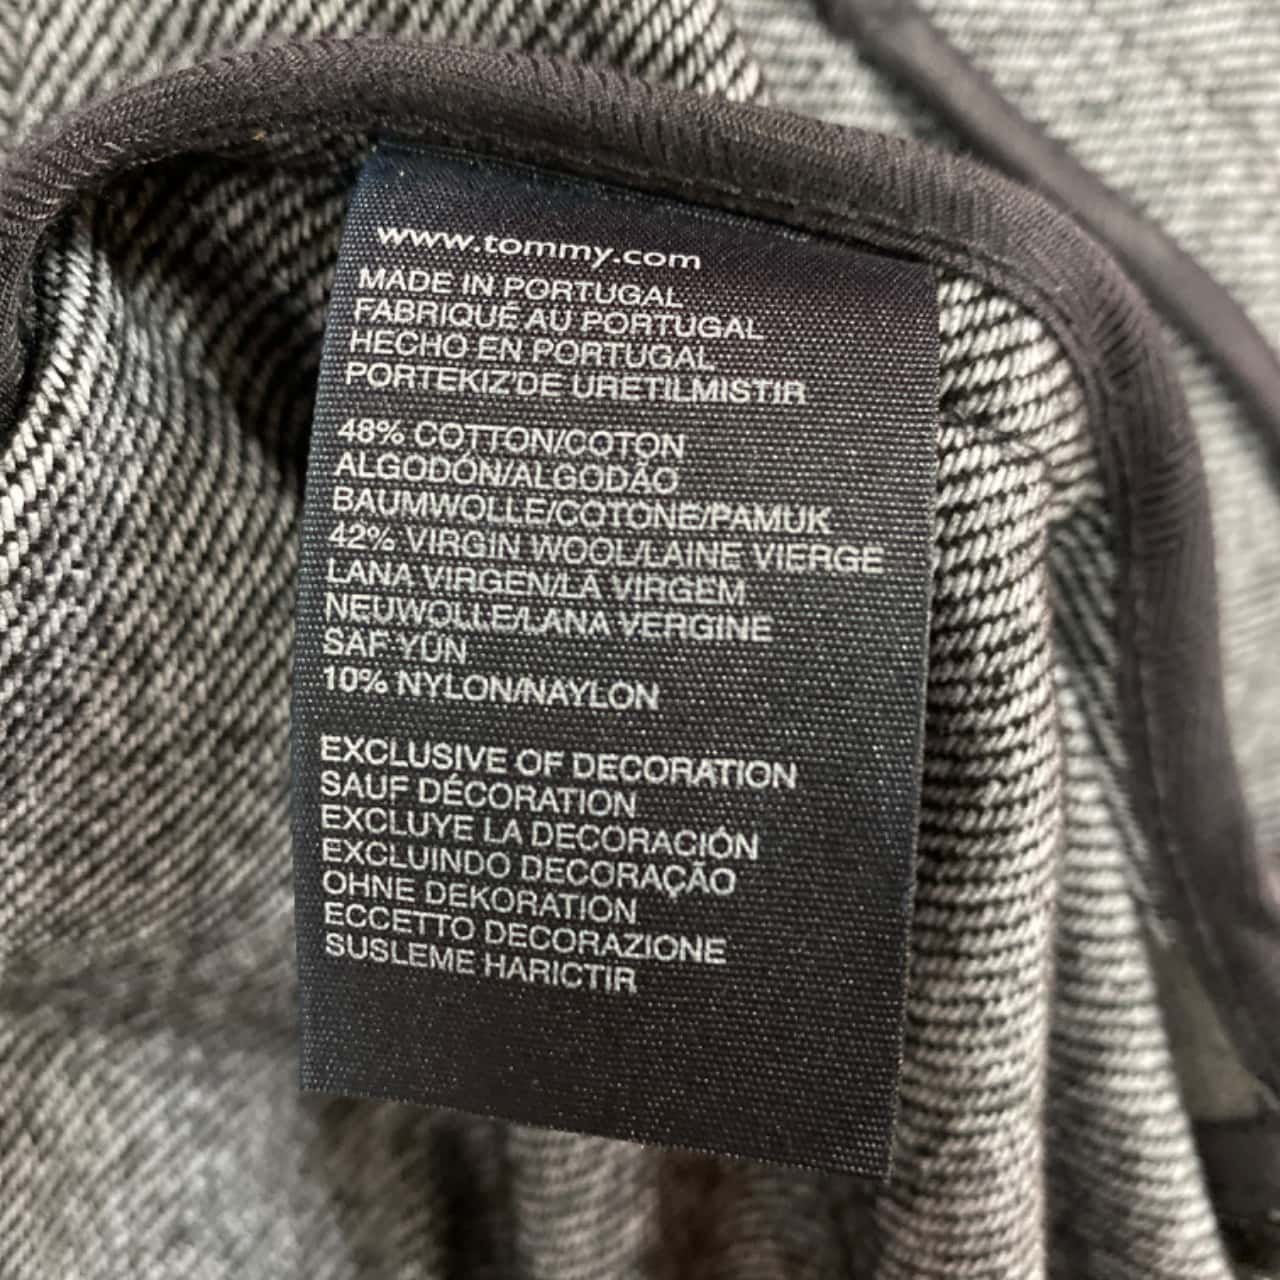 www.tommy.com
MADE IN PORTUGAL
FABRIQUÉ AU PORTUGAL
HECHO EN PORTUGAL
PORTEKIZ'DE URETILMISTIR
48% COTTON/COTON
ALGODÓN/ALGODÃO
BAUMWOLLE/COTONE/PAMUK
42% VIRGIN WOOL/LAINE VIERGE
LANA VIRGEN/LÃ VIRGEM
NEUWOLLE/LANA VERGINE
SAF YÜN
10% NYLON/NAYLON
EXCLUSIVE OF DECORATION
SAUF DÉCORATION
EXCLUYE LA DECORACIÓN
EXCLUINDO DECORAÇÃO
OHNE DEKORATION
ECCETTO DECORAZIONE
SUSLEME HARICTIR